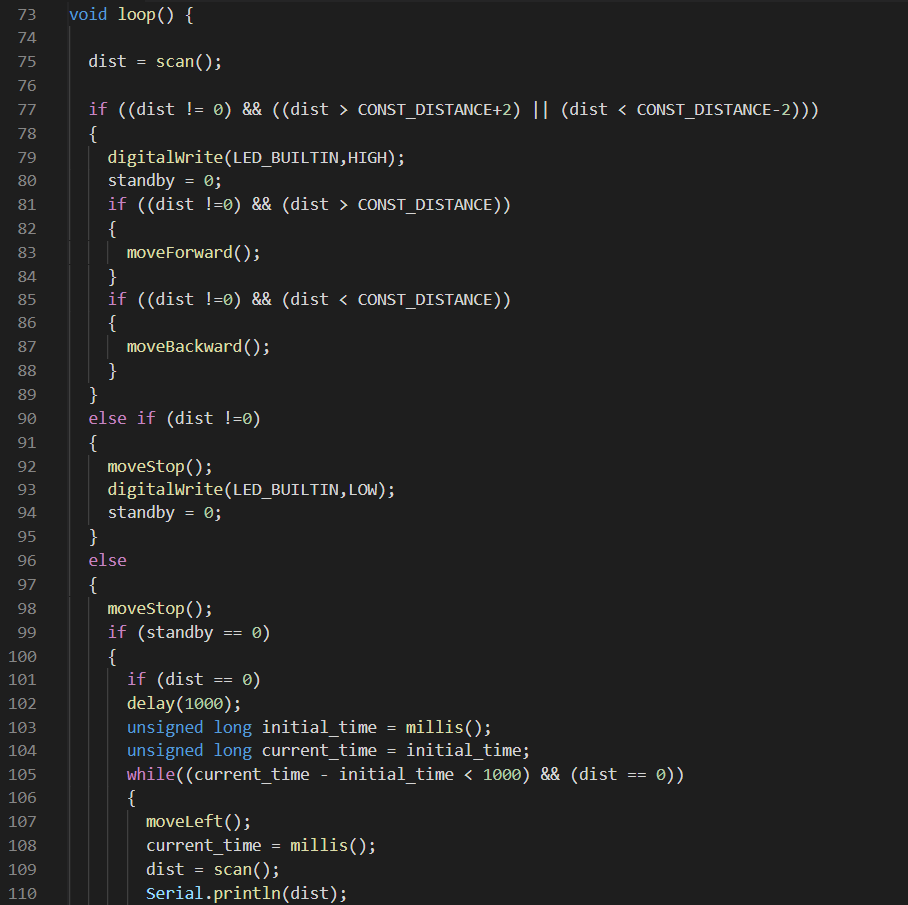 73 void loop() {
74
75   dist = scan();
76
77   if ((dist != 0) && ((dist > CONST_DISTANCE+2) || (dist < CONST_DISTANCE-2)))
78   {
79     digitalWrite(LED_BUILTIN,HIGH);
80     standby = 0;
81     if ((dist !=0) && (dist > CONST_DISTANCE))
82     {
83       moveForward();
84     }
85     if ((dist !=0) && (dist < CONST_DISTANCE))
86     {
87       moveBackward();
88     }
89   }
90   else if (dist !=0)
91   {
92     moveStop();
93     digitalWrite(LED_BUILTIN,LOW);
94     standby = 0;
95   }
96   else
97   {
98     moveStop();
99     if (standby == 0)
100     {
101       if (dist == 0)
102       delay(1000);
103       unsigned long initial_time = millis();
104       unsigned long current_time = initial_time;
105       while((current_time - initial_time < 1000) && (dist == 0))
106       {
107         moveLeft();
108         current_time = millis();
109         dist = scan();
110         Serial.println(dist);